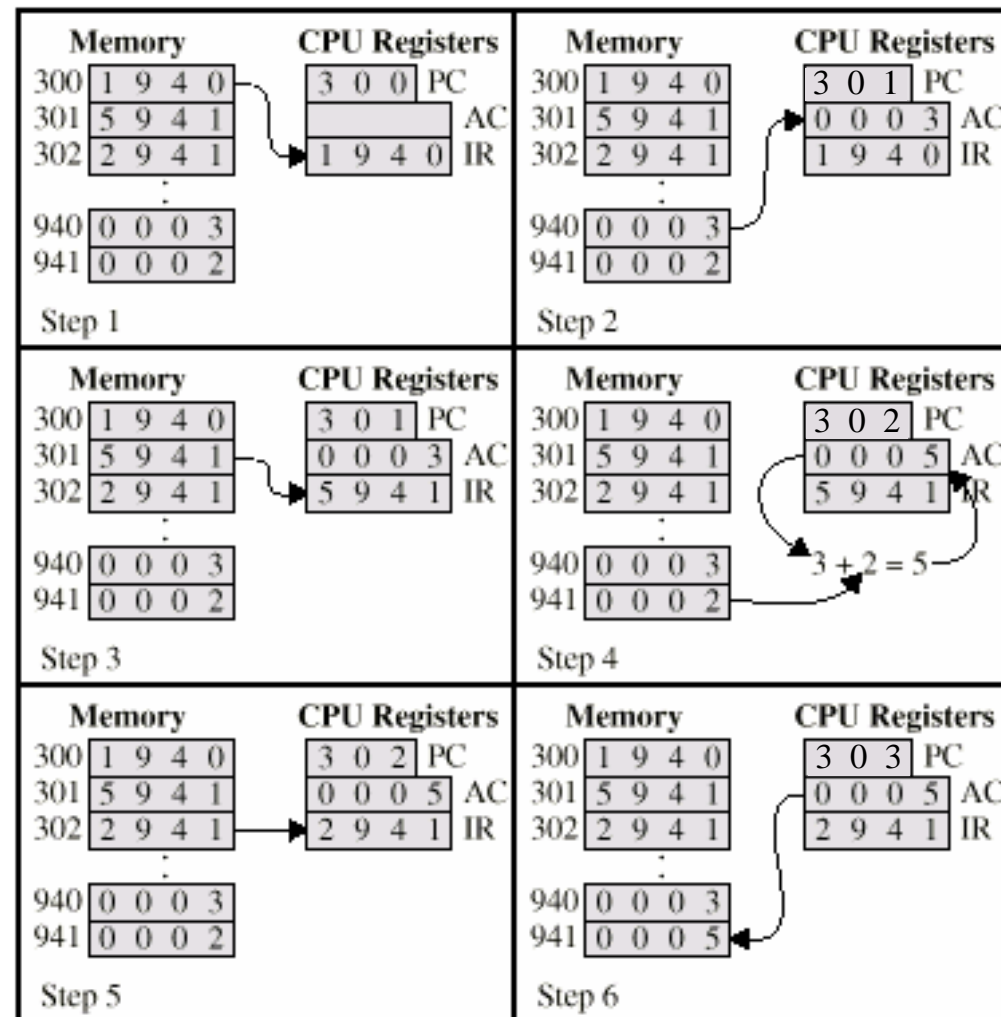 Memory CPU Registers
300 1 9 4 0 3 0 0 PC
301 5 9 4 1 AC
302 2 9 4 1 1 9 4 0 IR
:
940 0 0 0 3
941 0 0 0 2
Step 1
Memory CPU Registers
300 1 9 4 0 3 0 1 PC
301 5 9 4 1 0 0 0 3 AC
302 2 9 4 1 1 9 4 0 IR
:
940 0 0 0 3
941 0 0 0 2
Step 2
Memory CPU Registers
300 1 9 4 0 3 0 1 PC
301 5 9 4 1 0 0 0 3 AC
302 2 9 4 1 5 9 4 1 IR
:
940 0 0 0 3
941 0 0 0 2
Step 3
Memory CPU Registers
300 1 9 4 0 3 0 2 PC
301 5 9 4 1 0 0 0 5 AC
302 2 9 4 1 5 9 4 1 IR
:
940 0 0 0 3 3 + 2 = 5
941 0 0 0 2
Step 4
Memory CPU Registers
300 1 9 4 0 3 0 2 PC
301 5 9 4 1 0 0 0 5 AC
302 2 9 4 1 2 9 4 1 IR
:
940 0 0 0 3
941 0 0 0 2
Step 5
Memory CPU Registers
300 1 9 4 0 3 0 3 PC
301 5 9 4 1 0 0 0 5 AC
302 2 9 4 1 2 9 4 1 IR
:
940 0 0 0 3
941 0 0 0 5
Step 6